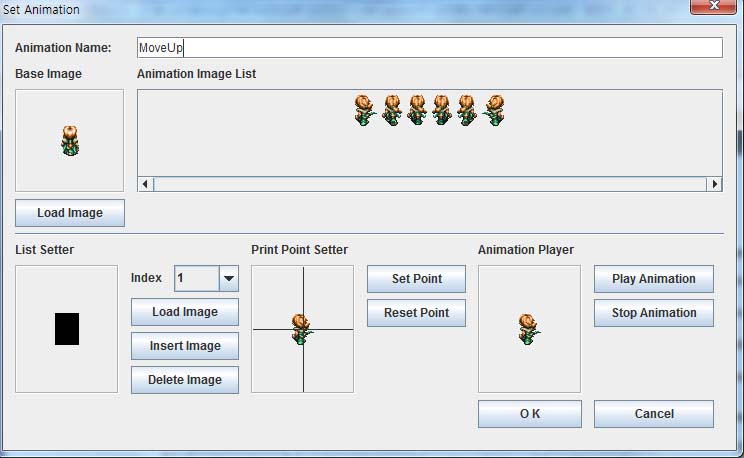 Set Animation
Animation Name: MoveUp
Base Image Animation Image List
Load Image
List Setter Print Point Setter Animation Player
Index 1 Set Point Play Animation
Load Image Reset Point Stop Animation
Insert Image
Delete Image
O K Cancel